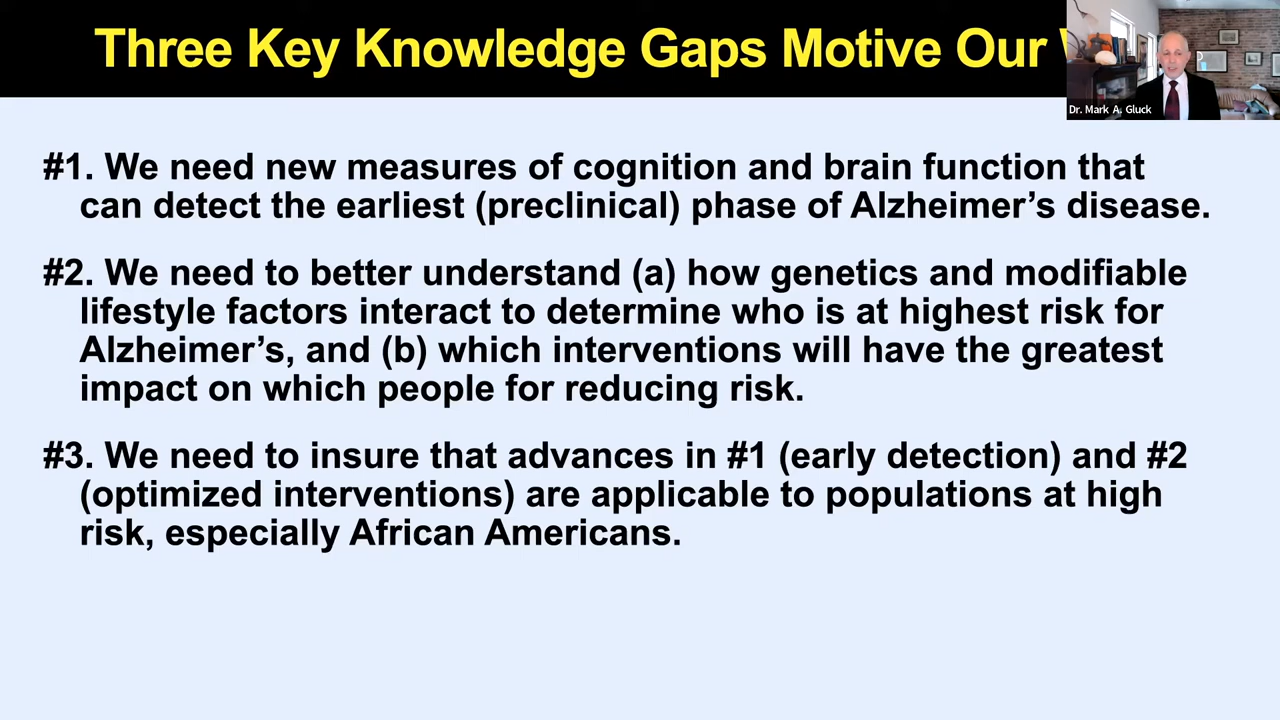 Three Key Knowledge Gaps Motive Our
Dr. Mark A. Gluck
#1. We need new measures of cognition and brain function that
can detect the earliest (preclinical) phase of Alzheimer’s disease.
#2. We need to better understand (a) how genetics and modifiable
lifestyle factors interact to determine who is at highest risk for
Alzheimer’s, and (b) which interventions will have the greatest
impact on which people for reducing risk.
#3. We need to insure that advances in #1 (early detection) and #2
(optimized interventions) are applicable to populations at high
risk, especially African Americans.